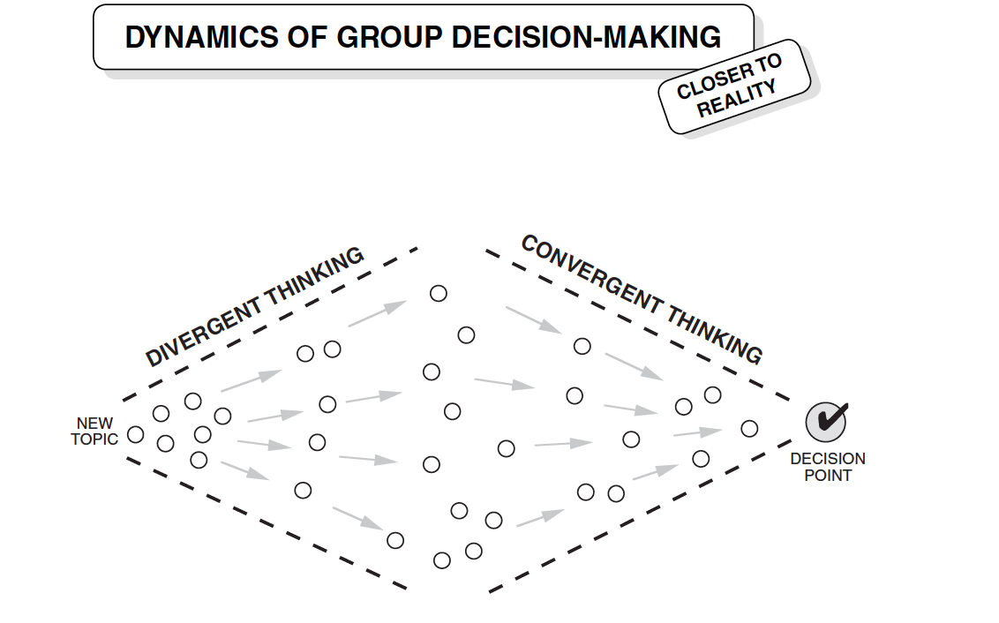 DYNAMICS OF GROUP DECISION-MAKING
CLOSER TO
REALITY
DIVERGENT THINKING
CONVERGENT THINKING
NEW
TOPIC
DECISION
POINT